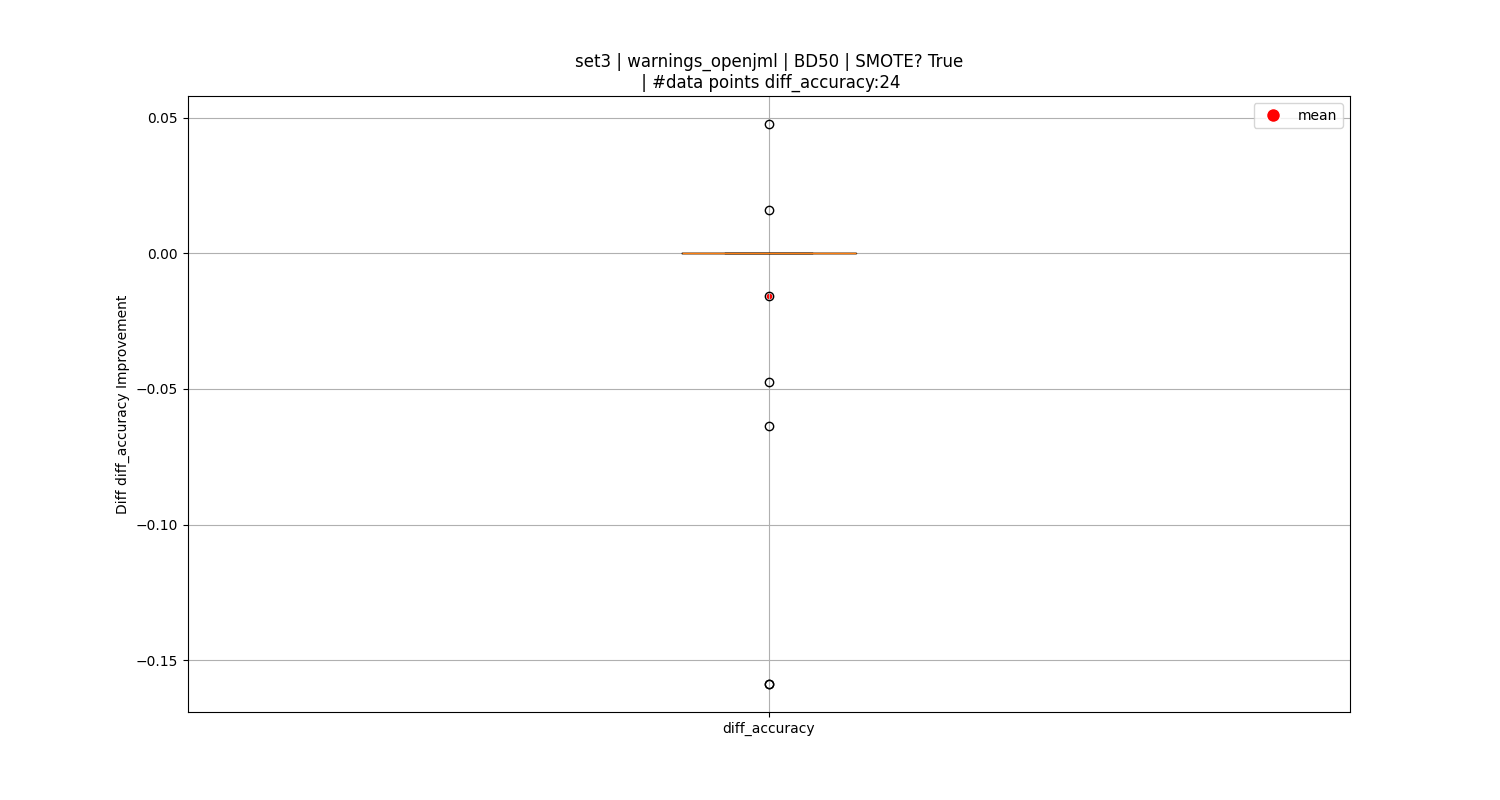 set3 | warnings_openjml | BD50 | SMOTE? True
| #data points diff_accuracy:24
mean
0.05
0.00
−0.05
−0.10
−0.15
Diff diff_accuracy Improvement
diff_accuracy